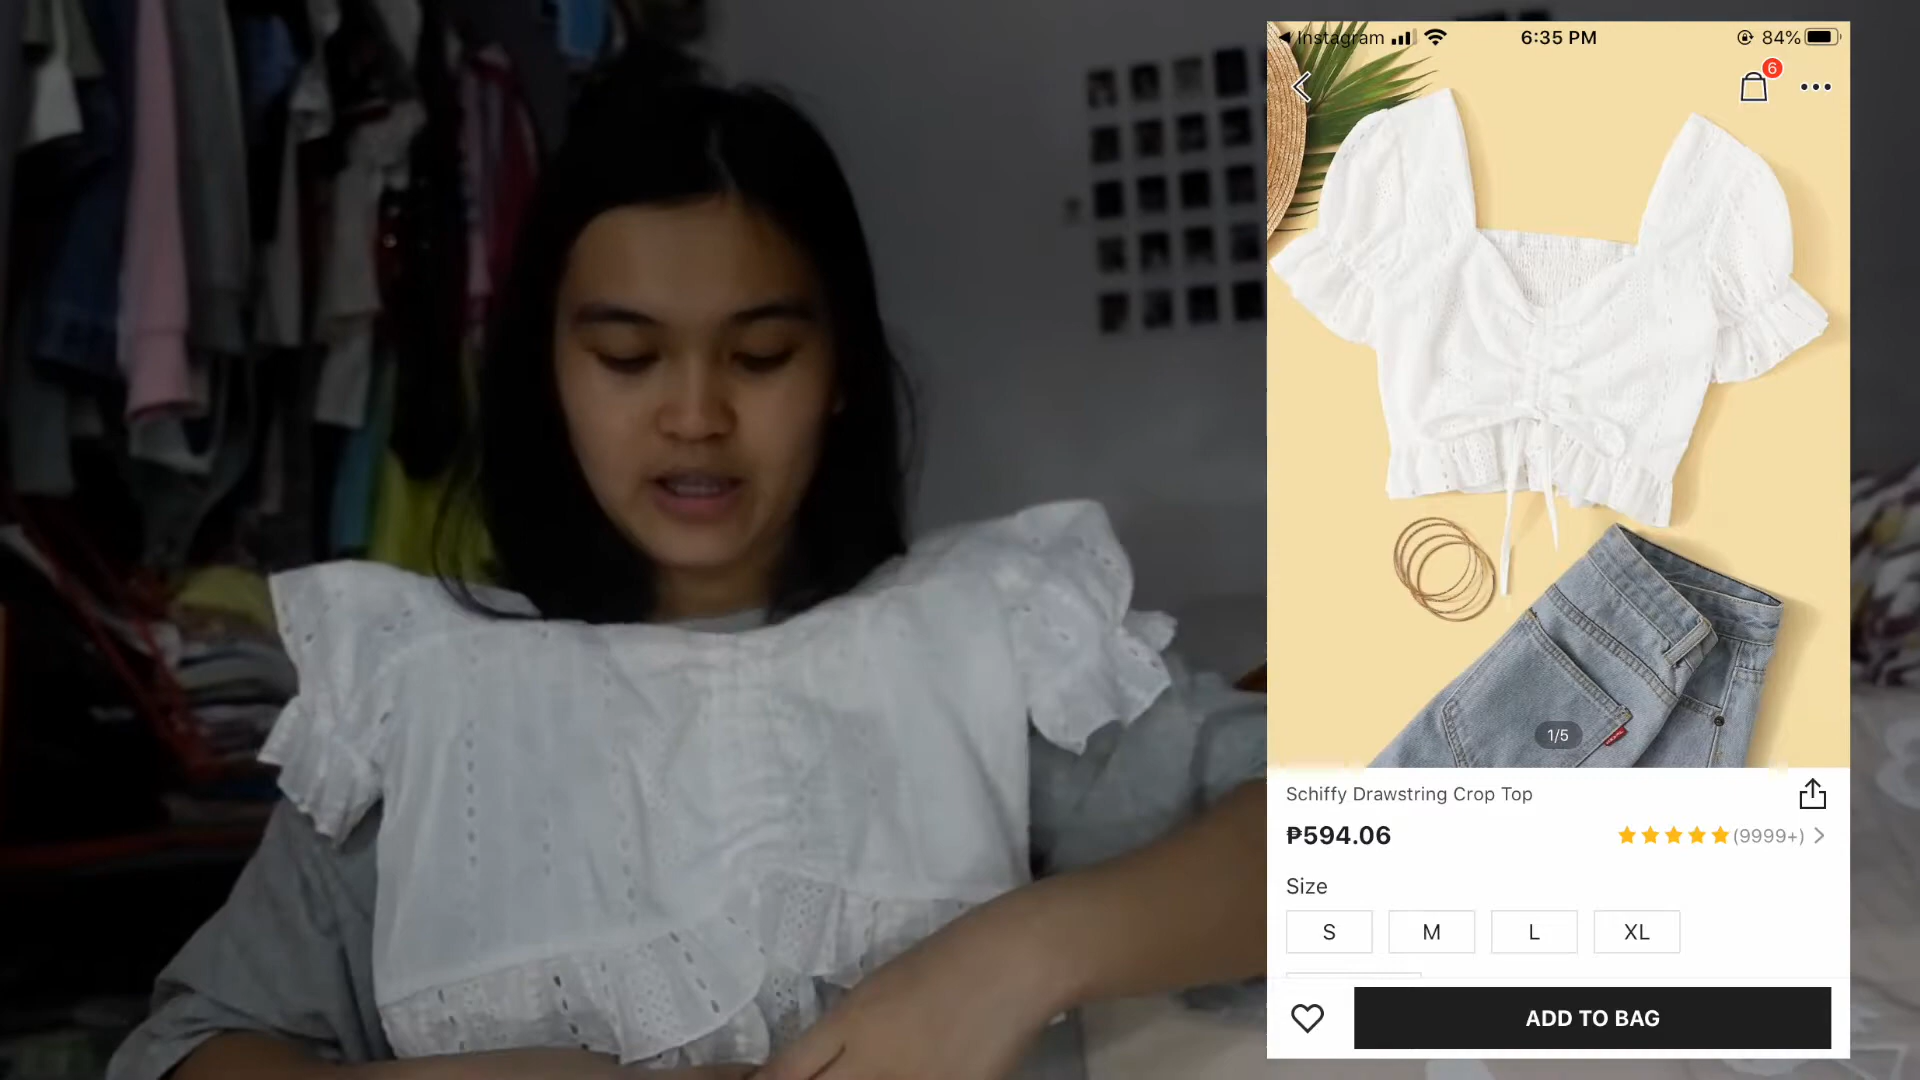 Instagram 6:35 PM 84%
6
1/5
Schiffy Drawstring Crop Top
₱594.06 (9999+)
Size
S M L XL
ADD TO BAG